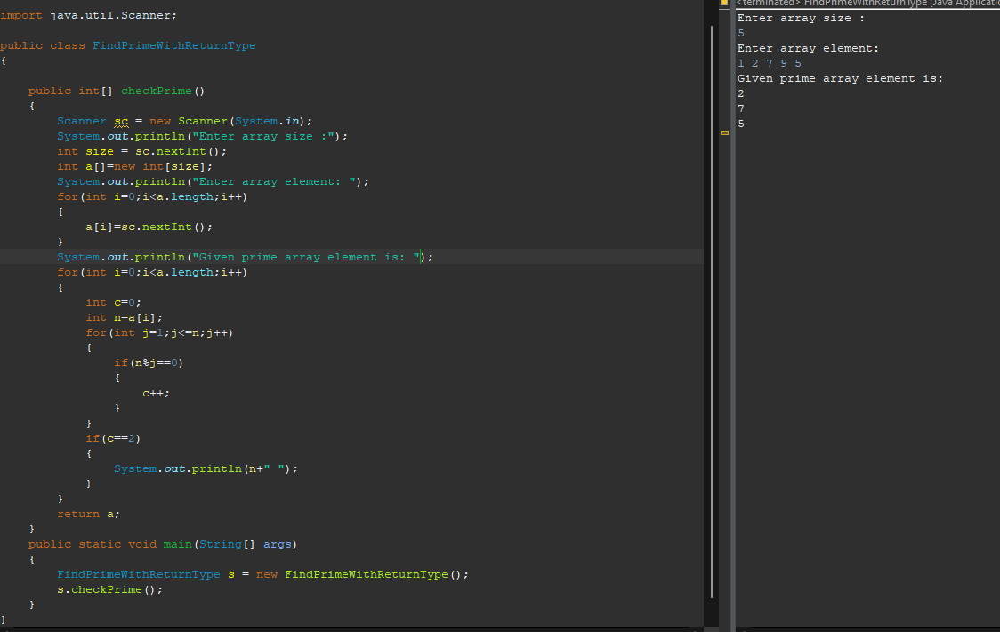 import java.util.Scanner;
public class FindPrimeWithReturnType
{
public int[] checkPrime()
{
Scanner sc = new Scanner(System.in);
System.out.println("Enter array size :");
int size = sc.nextInt();
int a[]=new int[size];
System.out.println("Enter array element: ");
for(int i=0;i<a.length;i++)
{
a[i]=sc.nextInt();
}
System.out.println("Given prime array element is: ");
for(int i=0;i<a.length;i++)
{
int c=0;
int n=a[i];
for(int j=1;j<=n;j++)
{
if(n%j==0)
{
c++;
}
}
if(c==2)
{
System.out.println(n+" ");
}
}
return a;
}
public static void main(String[] args)
{
FindPrimeWithReturnType s = new FindPrimeWithReturnType();
s.checkPrime();
}
}
<terminated> FindPrimeWithReturnType [Java Applicatio
Enter array size :
5
Enter array element:
1 2 7 9 5
Given prime array element is:
2
7
5